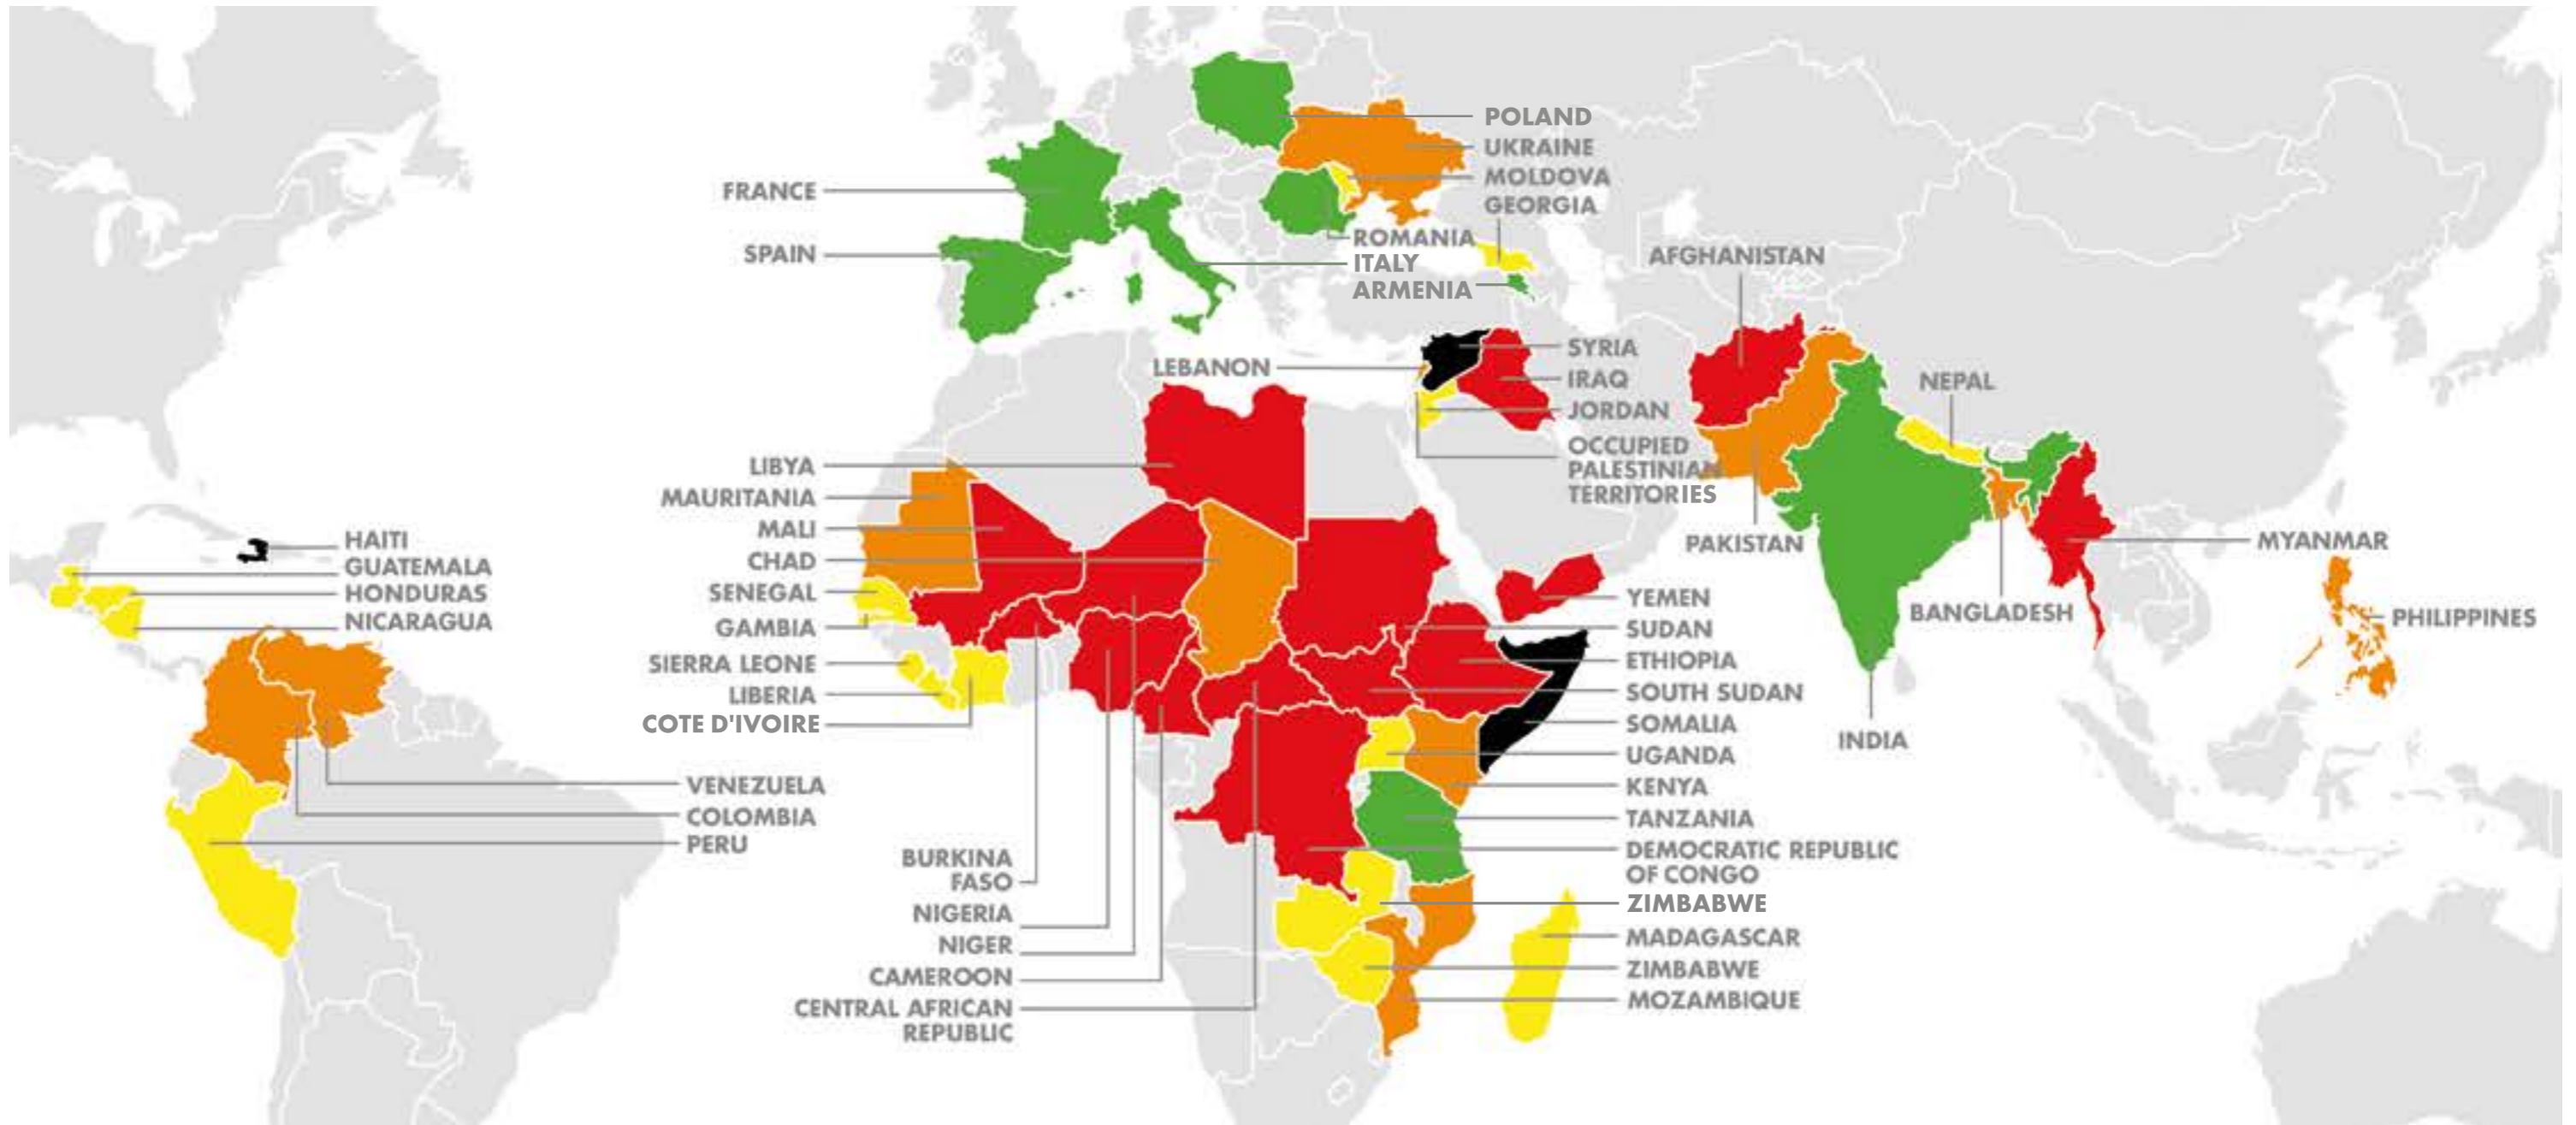 POLAND
UKRAINE
MOLDOVA
GEORGIA
FRANCE
SPAIN
ROMANIA
ITALY
ARMENIA
AFGHANISTAN
LEBANON
SYRIA
IRAQ
JORDAN
OCCUPIED
PALESTINIAN
TERRITORIES
NEPAL
PAKISTAN
BANGLADESH
INDIA
MYANMAR
PHILIPPINES
HAITI
GUATEMALA
HONDURAS
NICARAGUA
LIBYA
MAURITANIA
MALI
CHAD
SENEGAL
GAMBIA
SIERRA LEONE
LIBERIA
COTE D'IVOIRE
VENEZUELA
COLOMBIA
PERU
BURKINA
FASO
NIGERIA
NIGER
CAMEROON
CENTRAL AFRICAN
REPUBLIC
YEMEN
SUDAN
ETHIOPIA
SOUTH SUDAN
SOMALIA
UGANDA
KENYA
TANZANIA
DEMOCRATIC REPUBLIC
OF CONGO
ZIMBABWE
MADAGASCAR
ZIMBABWE
MOZAMBIQUE